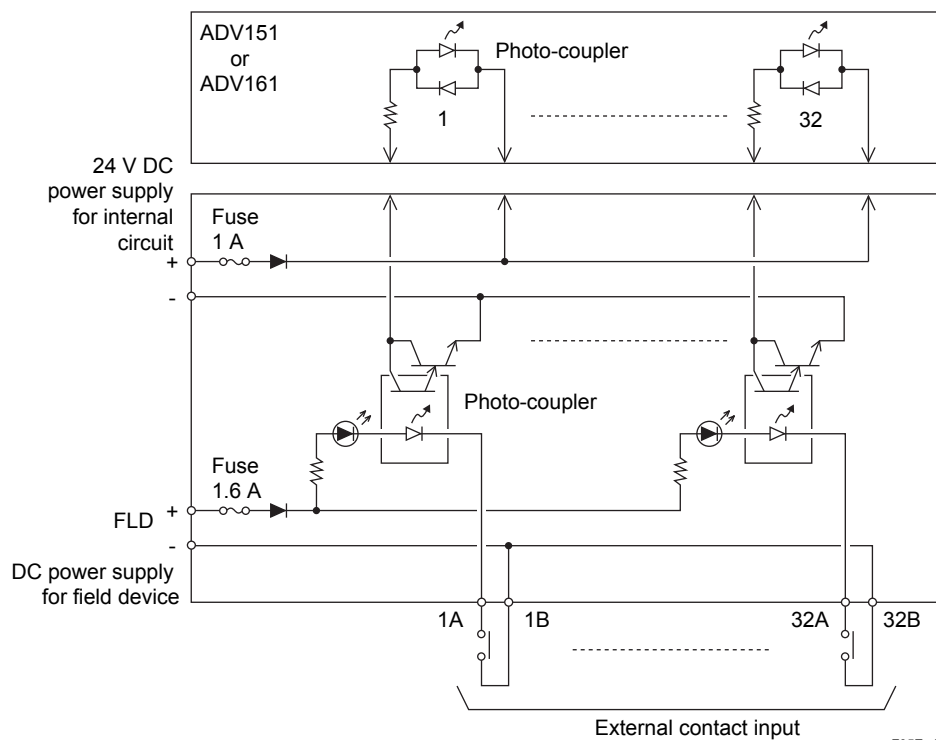 ADV151
or
ADV161
Photo-coupler
1
32
24 V DC
power supply
for internal
circuit
Fuse
1 A
+
-
Photo-coupler
Fuse
1.6 A
FLD
+
-
DC power supply
for field device
1A
1B
32A
32B
External contact input